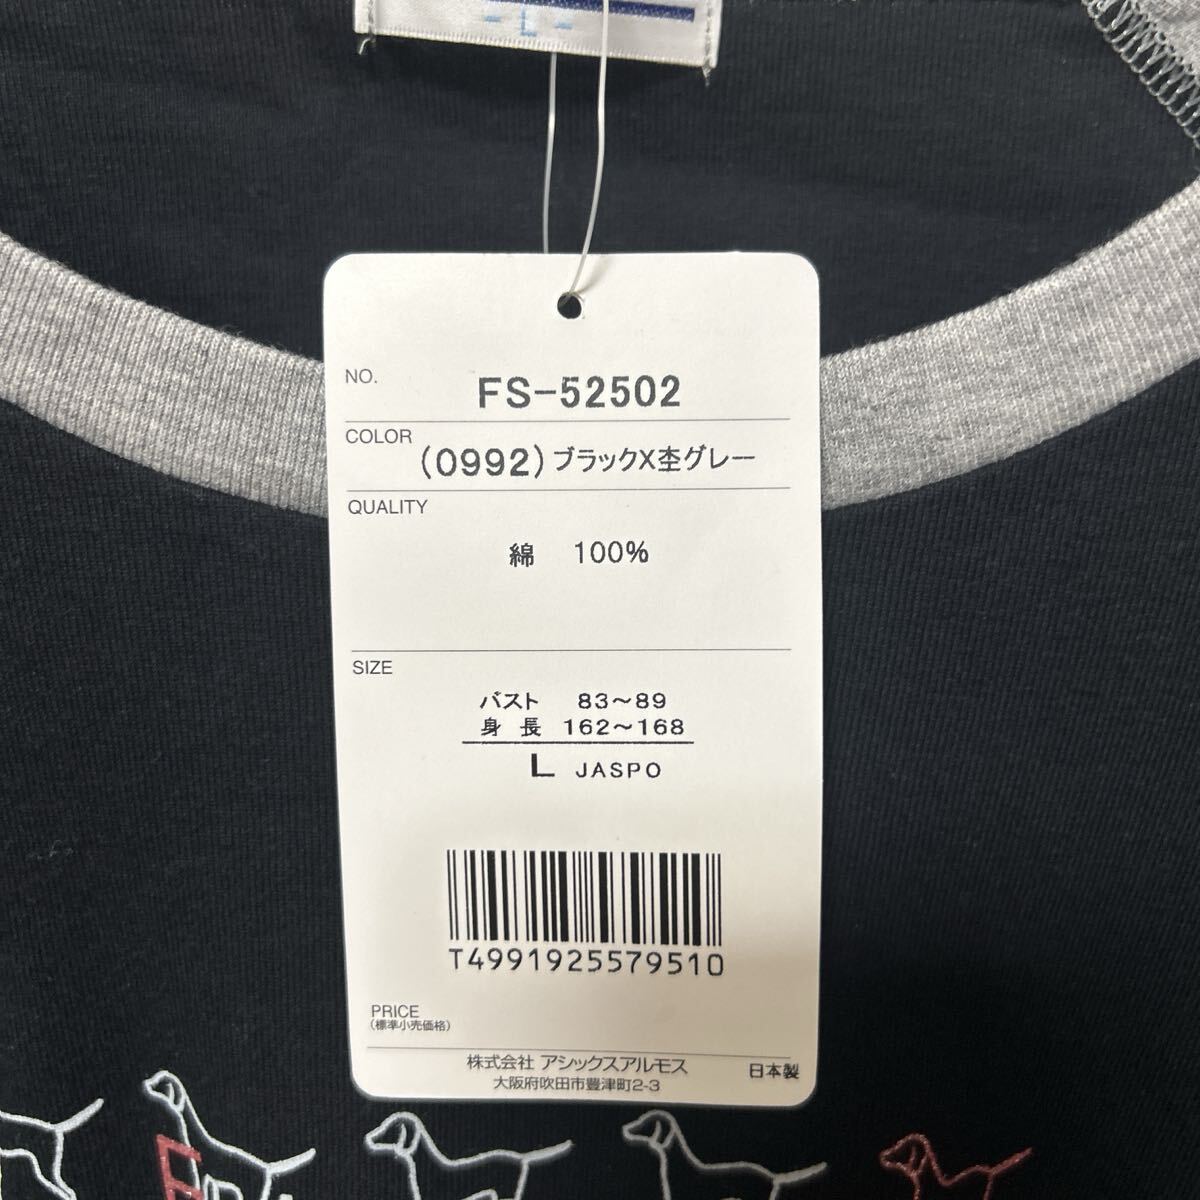 - L -
NO.
FS-52502
COLOR
(0992)ブラックX杢グレー
QUALITY
綿 100%
SIZE
バスト 83～89
身長 162～168
L JASPO
T4991925579510
PRICE
(標準小売価格)
株式会社 アシックスアルモス
日本製
大阪府吹田市豊津町2-3